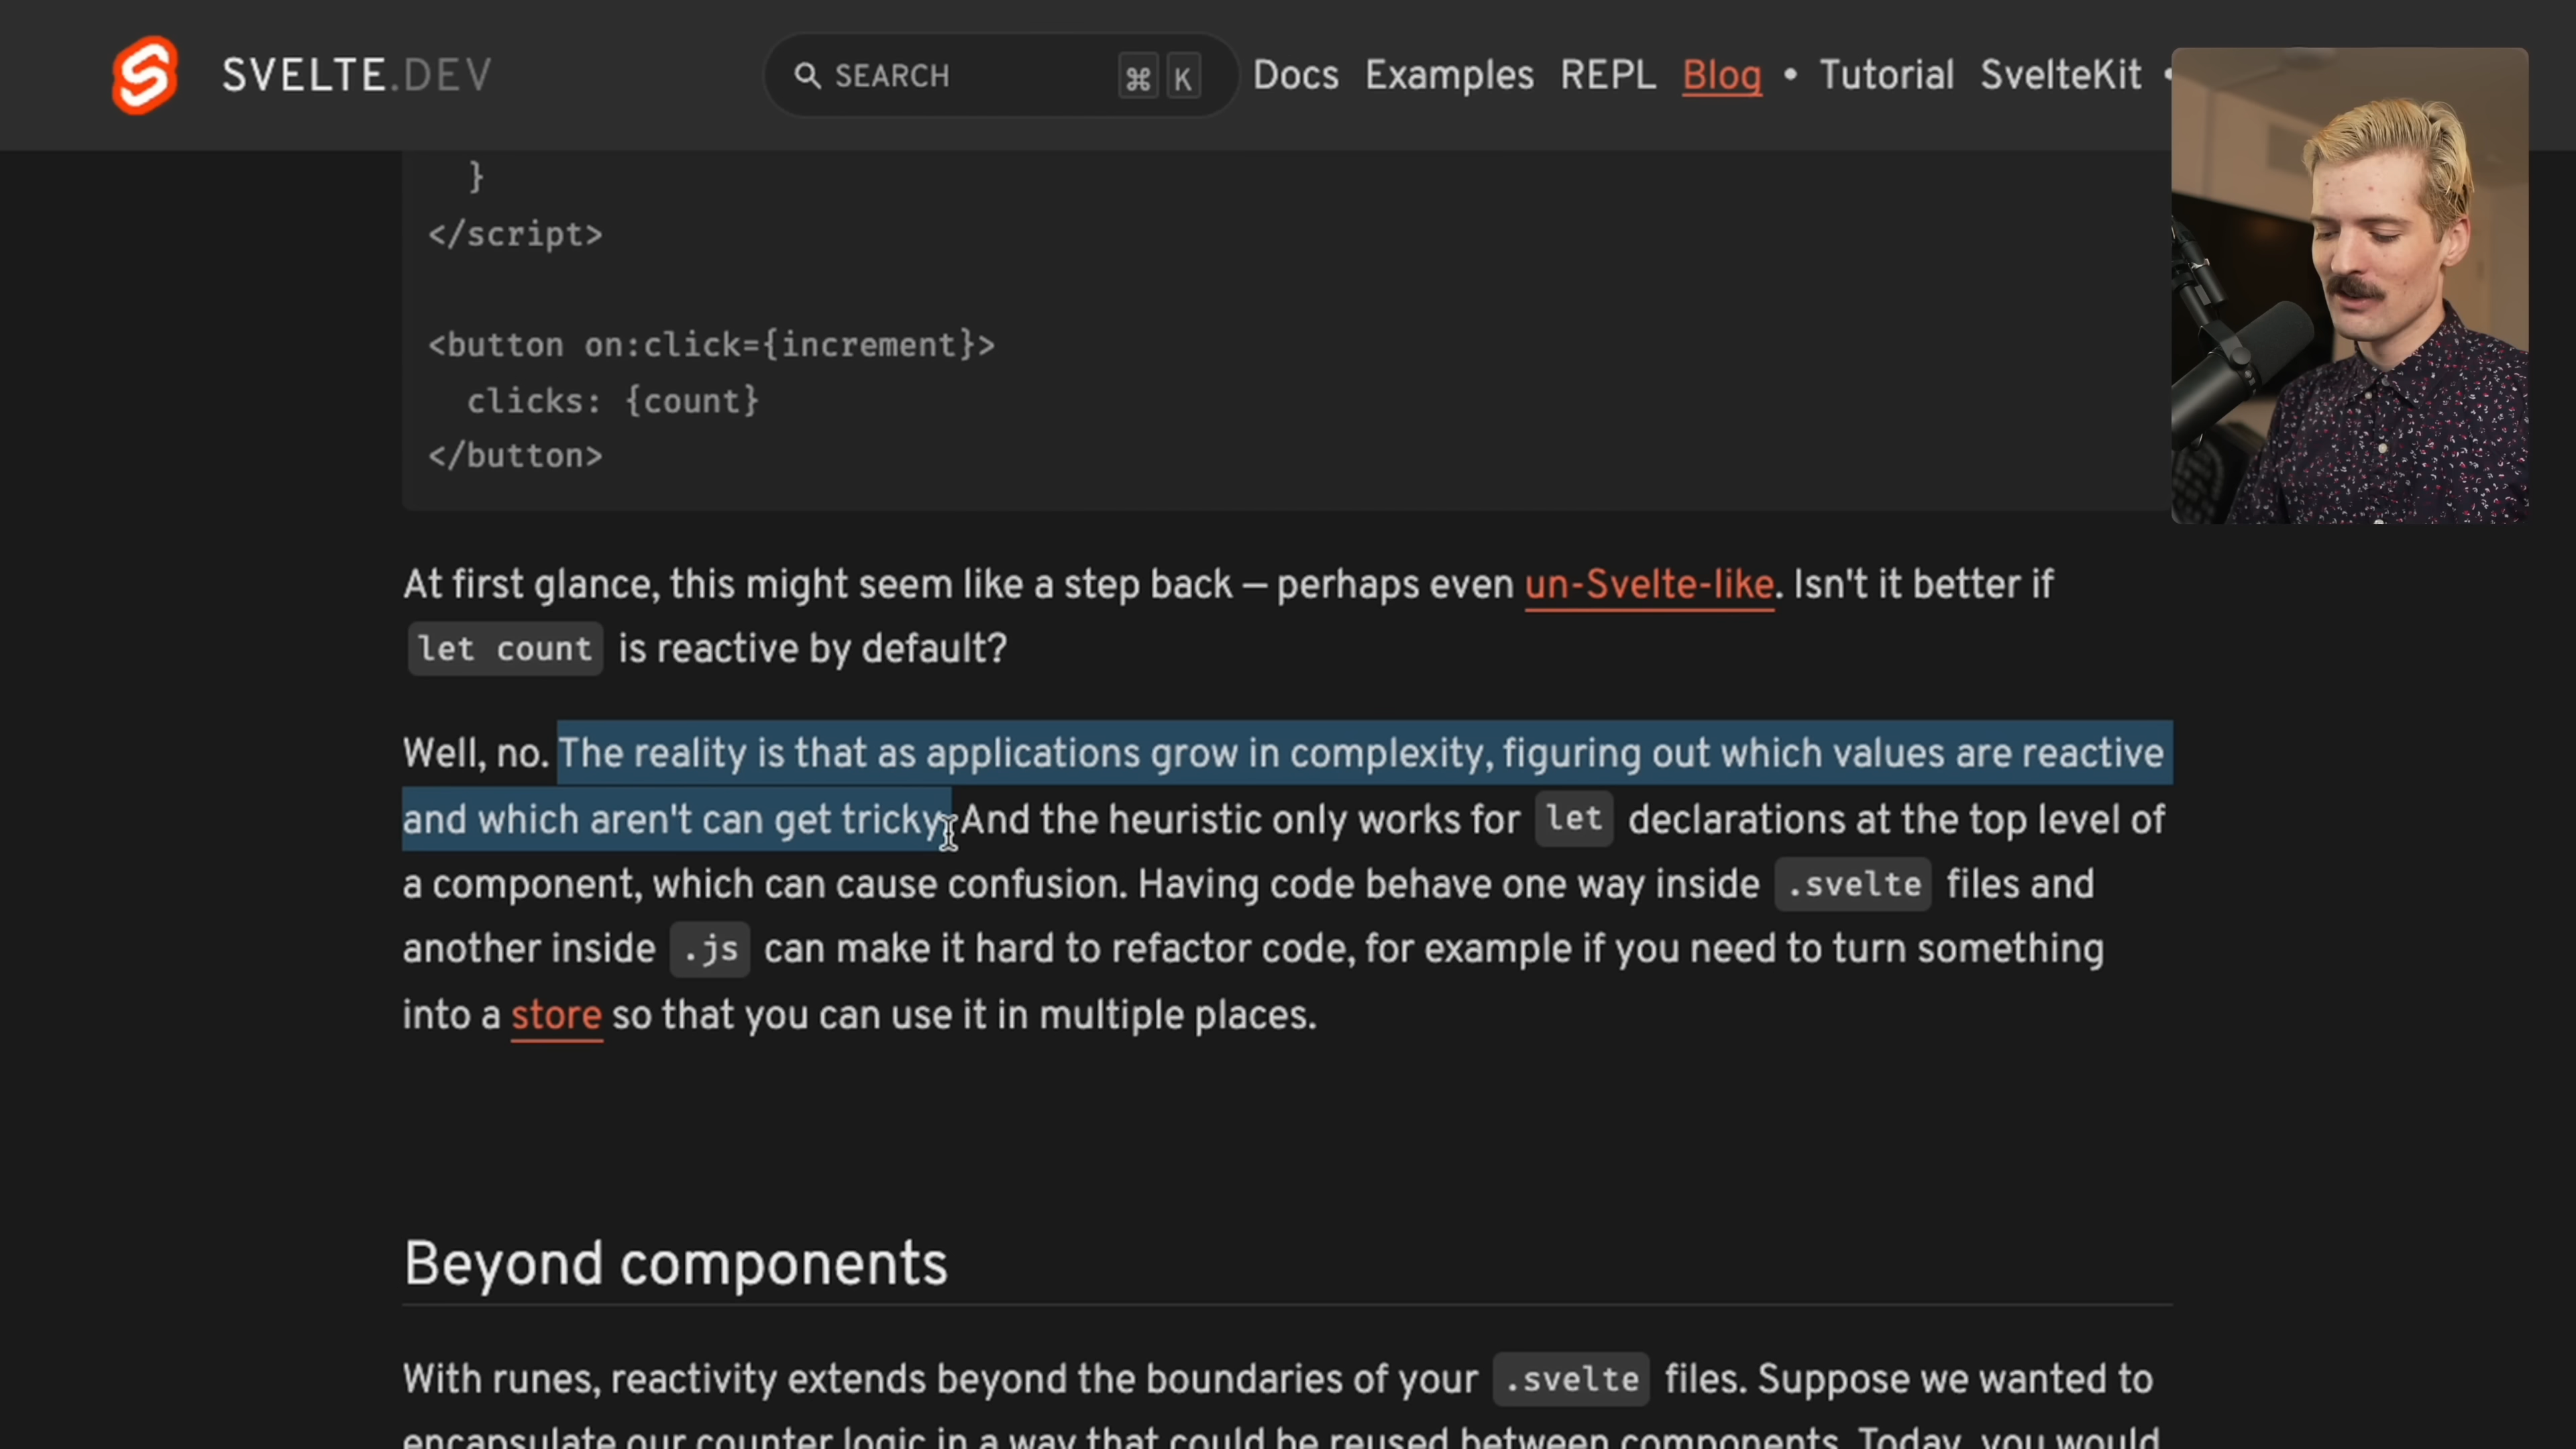 SVELTE.DEV
SEARCH
⌘ K
Docs Examples REPL Blog • Tutorial SvelteKit •
}
</script>
<button on:click={increment}>
clicks: {count}
</button>
At first glance, this might seem like a step back — perhaps even un-Svelte-like. Isn't it better if
let count is reactive by default?
Well, no. The reality is that as applications grow in complexity, figuring out which values are reactive
and which aren't can get tricky. And the heuristic only works for let declarations at the top level of
a component, which can cause confusion. Having code behave one way inside .svelte files and
another inside .js can make it hard to refactor code, for example if you need to turn something
into a store so that you can use it in multiple places.
Beyond components
With runes, reactivity extends beyond the boundaries of your .svelte files. Suppose we wanted to
encapsulate our counter logic in a way that could be reused between components. Today, you would